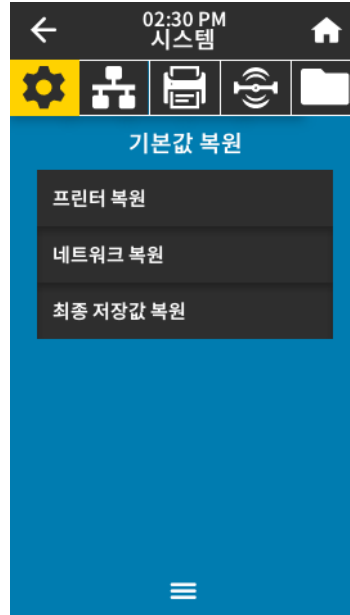 02:30 PM
시스템
기본값 복원
프린터 복원
네트워크 복원
최종 저장값 복원